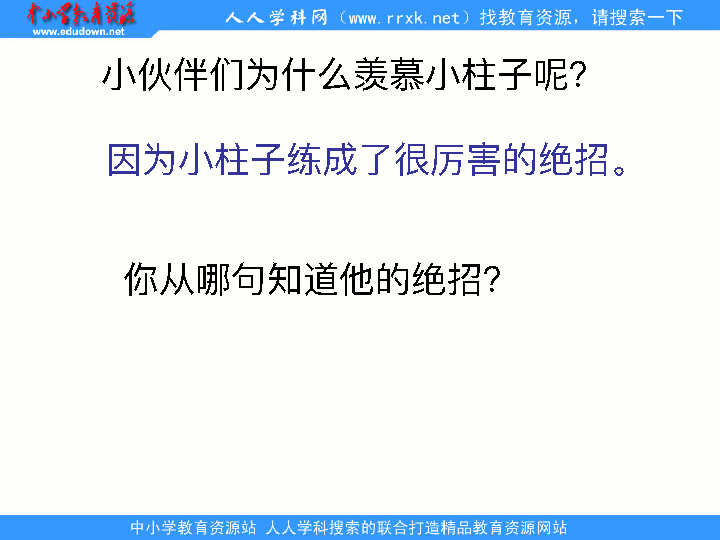 中小学教育资源
www.edudown.net
人人学科网（www.rrxk.net）找教育资源，请搜索一下
小伙伴们为什么羡慕小柱子呢?
因为小柱子练成了很厉害的绝招。
你从哪句知道他的绝招?
中小学教育资源站 人人学科搜索的联合打造精品教育资源网站